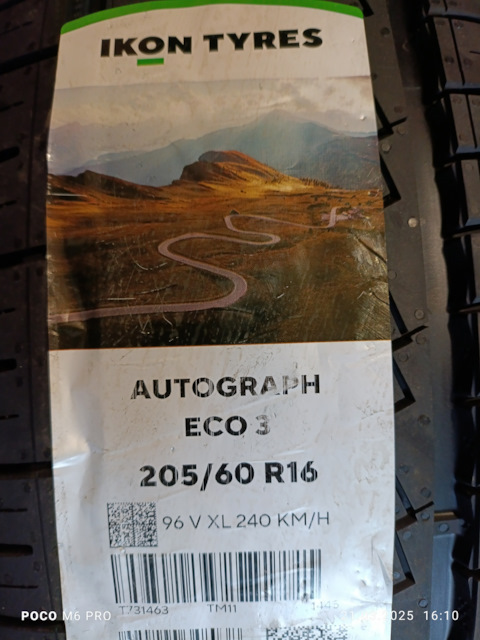 IKON TYRES
AUTOGRAPH
ECO 3
205/60 R16
96 V XL 240 KM/H
T731463 TM11
POCO M6 PRO 16:10